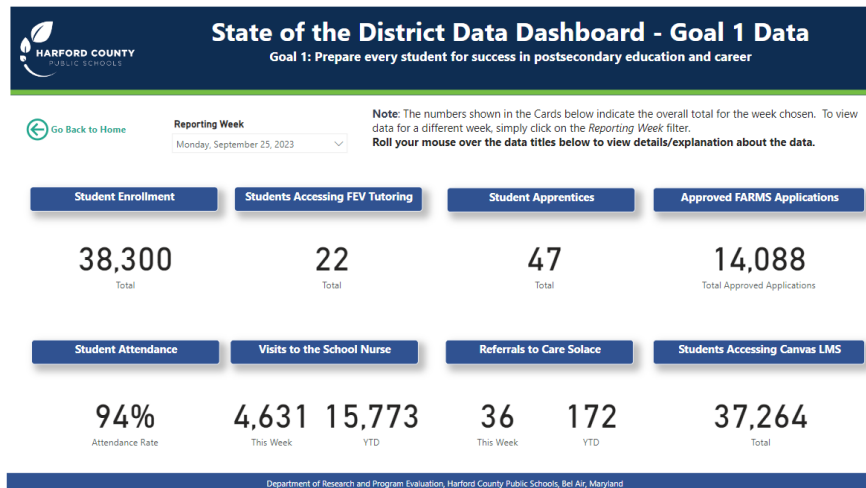 HARFORD COUNTY
PUBLIC SCHOOLS
State of the District Data Dashboard - Goal 1 Data
Goal 1: Prepare every student for success in postsecondary education and career
Go Back to Home
Reporting Week
Monday, September 25, 2023
Note: The numbers shown in the Cards below indicate the overall total for the week chosen. To view
data for a different week, simply click on the Reporting Week filter.
Roll your mouse over the data titles below to view details/explanation about the data.
Student Enrollment
Students Accessing FEV Tutoring
Student Apprentices
Approved FARMS Applications
38,300
22
47
14,088
Total
Total
Total
Total Approved Applications
Student Attendance
Visits to the School Nurse
Referrals to Care Solace
Students Accessing Canvas LMS
94%
4,631
15,773
36
172
37,264
Attendance Rate
This Week
YTD
This Week
YTD
Total
Department of Research and Program Evaluation, Harford County Public Schools, Bel Air, Maryland